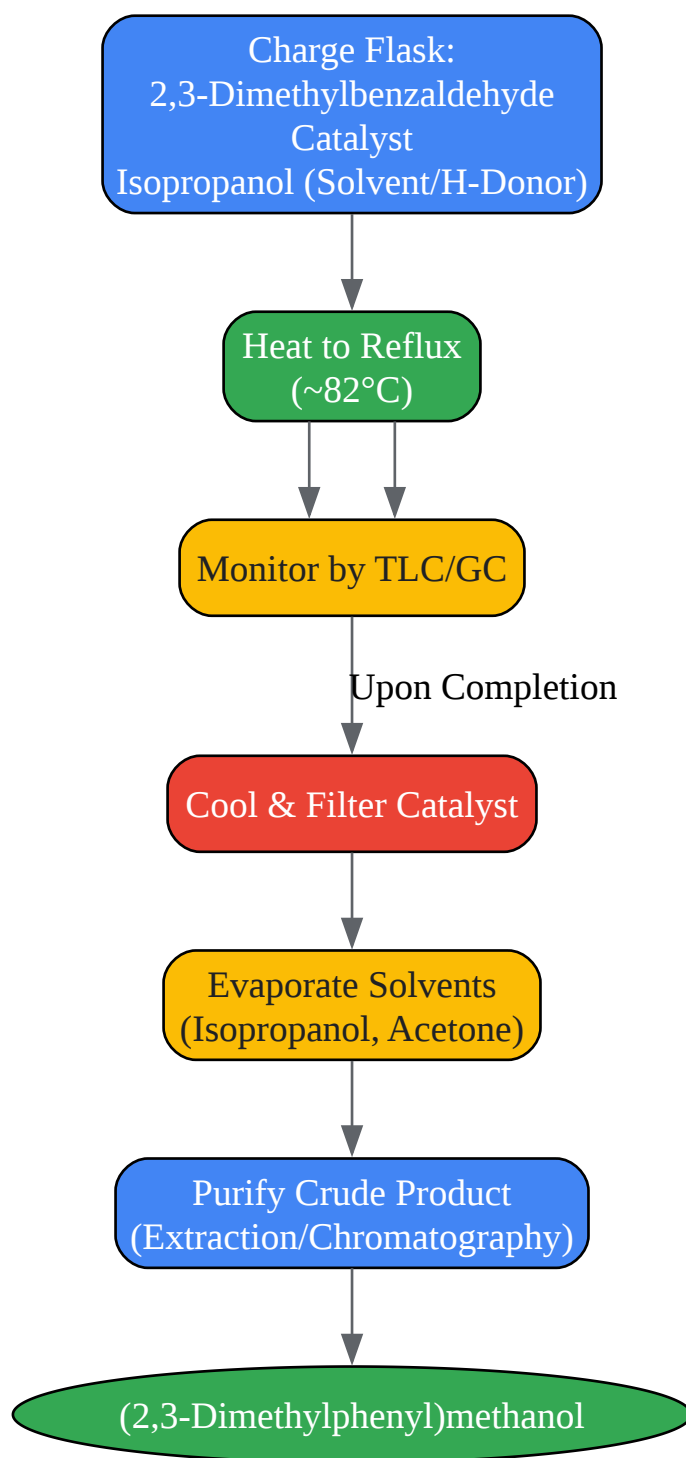 Charge Flask:
2,3-Dimethylbenzaldehyde
Catalyst
Isopropanol (Solvent/H-Donor)
Heat to Reflux
(~82°C)
Monitor by TLC/GC
Upon Completion
Cool & Filter Catalyst
Evaporate Solvents
(Isopropanol, Acetone)
Purify Crude Product
(Extraction/Chromatography)
(2,3-Dimethylphenyl)methanol